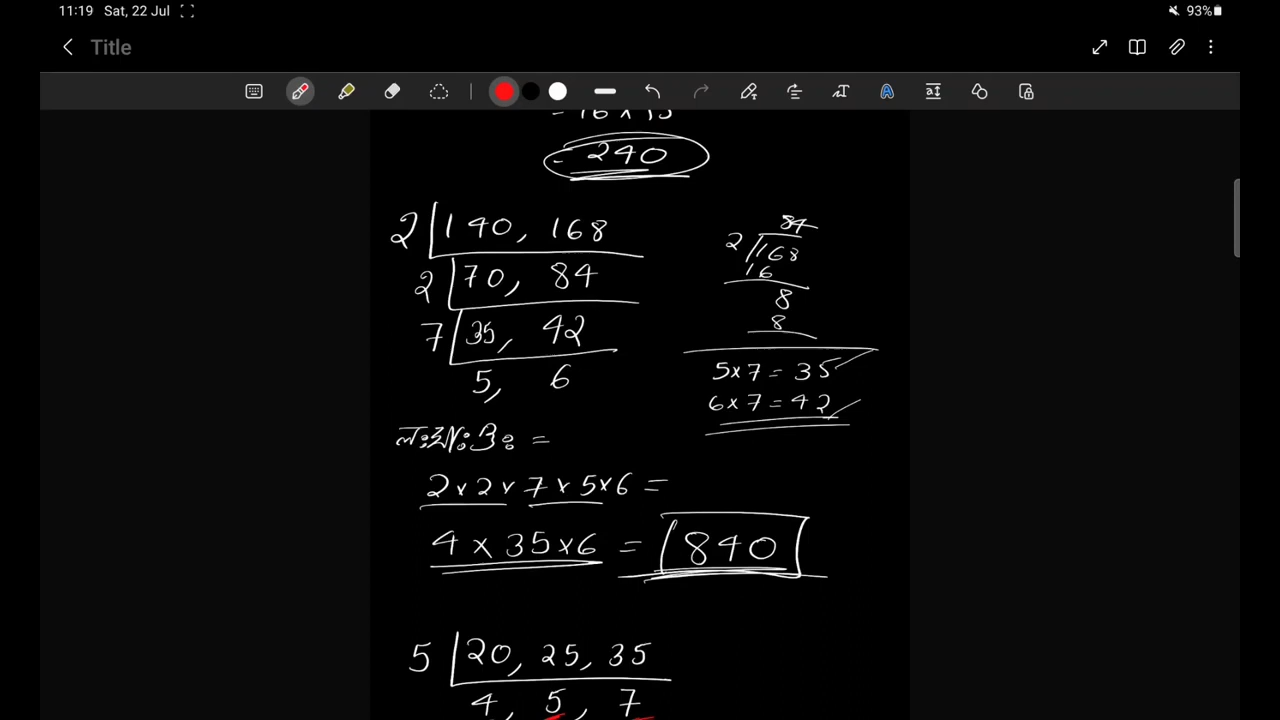 11:19 Sat, 22 Jul
93%
Title
- 16 x 15
- 240
2 140, 168
2 70, 84
7 35, 42
5, 6
84
2 168
16
8
8
5x7=35
6x7=42
ল:সা:গু: =
2x2x7x5x6 =
4 x 35x6 = 840
5 20, 25, 35
4, 5, 7